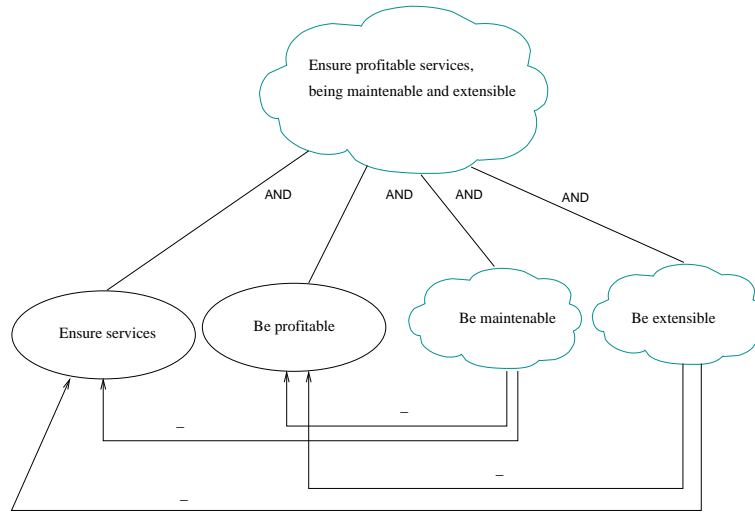 Ensure profitable services,
being maintenable and extensible
AND
AND
AND
AND
Ensure services
Be profitable
Be maintenable
Be extensible
–
–
–
–